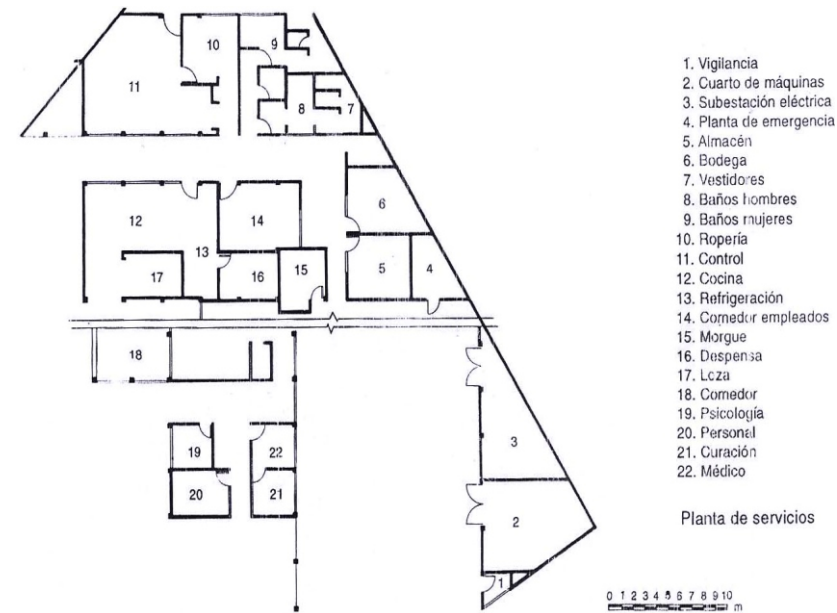 10
9
11
8
7
12
14
6
13
17
16
15
5
4
18
3
19
22
20
21
2
1
1. Vigilancia
2. Cuarto de máquinas
3. Subestación eléctrica
4. Planta de emergencia
5. Almacén
6. Bodega
7. Vestidores
8. Baños hombres
9. Baños mujeres
10. Ropería
11. Control
12. Cocina
13. Refrigeración
14. Comedor empleados
15. Morgue
16. Despensa
17. Loza
18. Comedor
19. Psicología
20. Personal
21. Curación
22. Médico
Planta de servicios
0 1 2 3 4 5 6 7 8 9 10
m